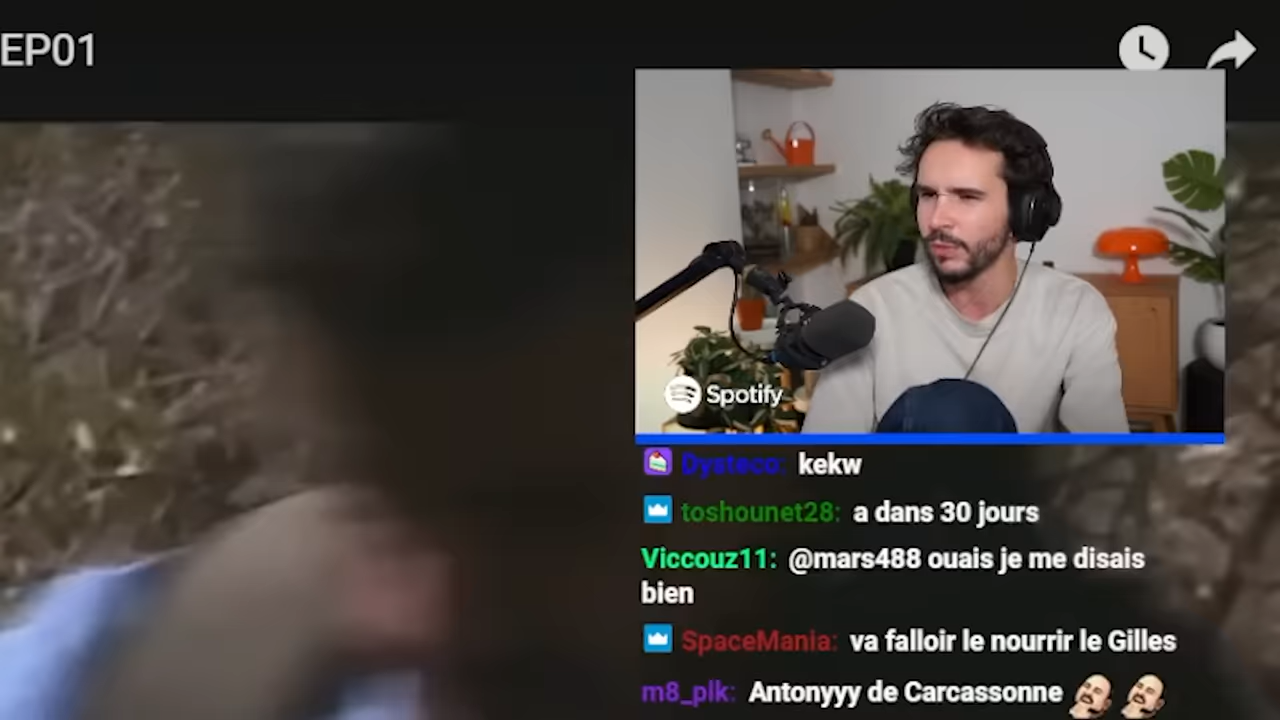 EP01
Spotify
Dysteco: kekw
toshounet28: a dans 30 jours
Viccouz11: @mars488 ouais je me disais
bien
SpaceMania: va falloir le nourrir le Gilles
m8_plk: Antonyyy de Carcassonne